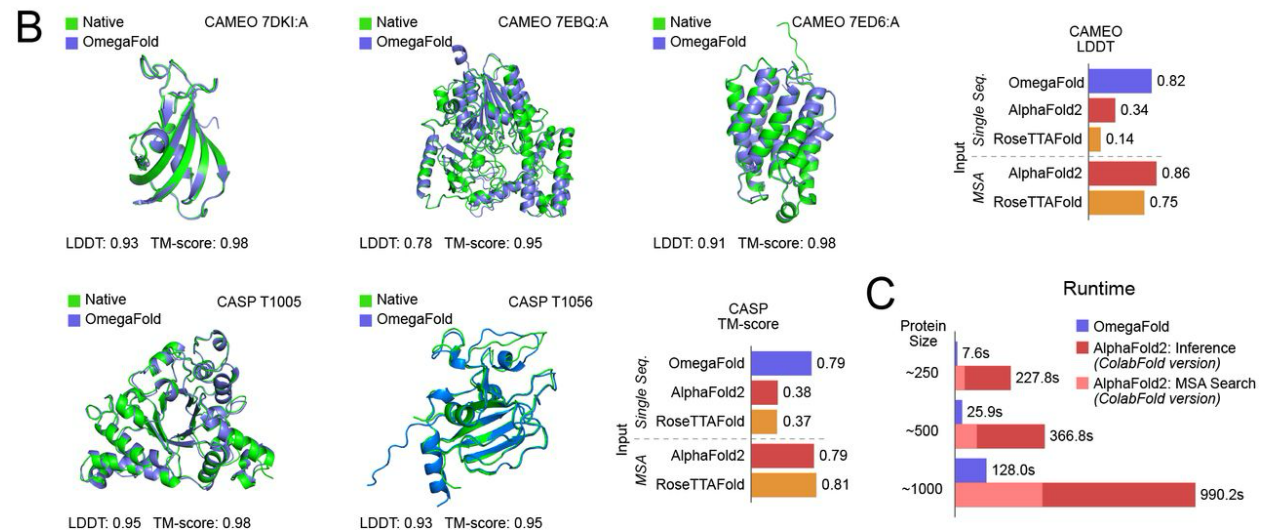 B
Native
OmegaFold
CAMEO 7DKI:A
LDDT: 0.93 TM-score: 0.98
Native
OmegaFold
CAMEO 7EBQ:A
LDDT: 0.78 TM-score: 0.95
Native
OmegaFold
CAMEO 7ED6:A
LDDT: 0.91 TM-score: 0.98
CAMEO
LDDT
Input
Single Seq.
OmegaFold 0.82
AlphaFold2 0.34
RoseTTAFold 0.14
MSA
AlphaFold2 0.86
RoseTTAFold 0.75
Native
OmegaFold
CASP T1005
LDDT: 0.95 TM-score: 0.98
Native
OmegaFold
CASP T1056
LDDT: 0.93 TM-score: 0.95
CASP
TM-score
Input
Single Seq.
OmegaFold 0.79
AlphaFold2 0.38
RoseTTAFold 0.37
MSA
AlphaFold2 0.79
RoseTTAFold 0.81
C
Runtime
Protein
Size
OmegaFold
AlphaFold2: Inference
(ColabFold version)
AlphaFold2: MSA Search
(ColabFold version)
~250
7.6s
227.8s
~500
25.9s
366.8s
~1000
128.0s
990.2s